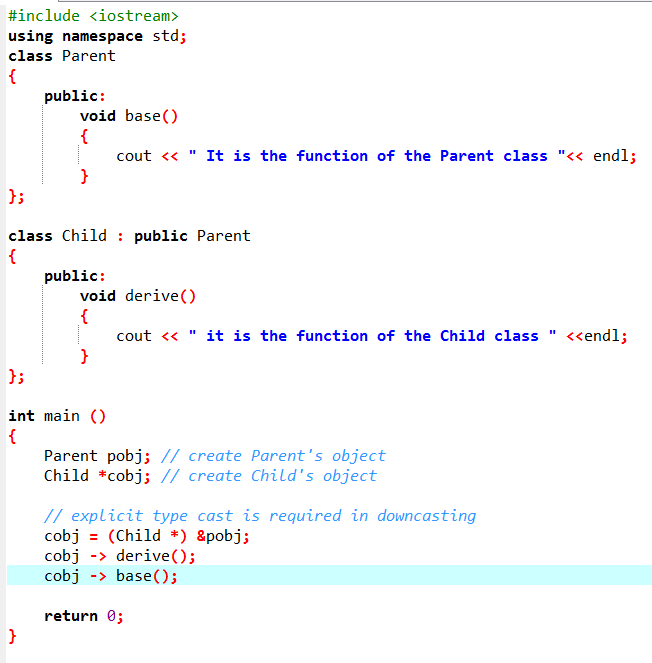 #include <iostream>
using namespace std;
class Parent
{
    public:
        void base()
        {
            cout << " It is the function of the Parent class "<< endl;
        }
};

class Child : public Parent
{
    public:
        void derive()
        {
            cout << " it is the function of the Child class " <<endl;
        }
};

int main ()
{
    Parent pobj; // create Parent's object
    Child *cobj; // create Child's object

    // explicit type cast is required in downcasting
    cobj = (Child *) &pobj;
    cobj -> derive();
    cobj -> base();

    return 0;
}